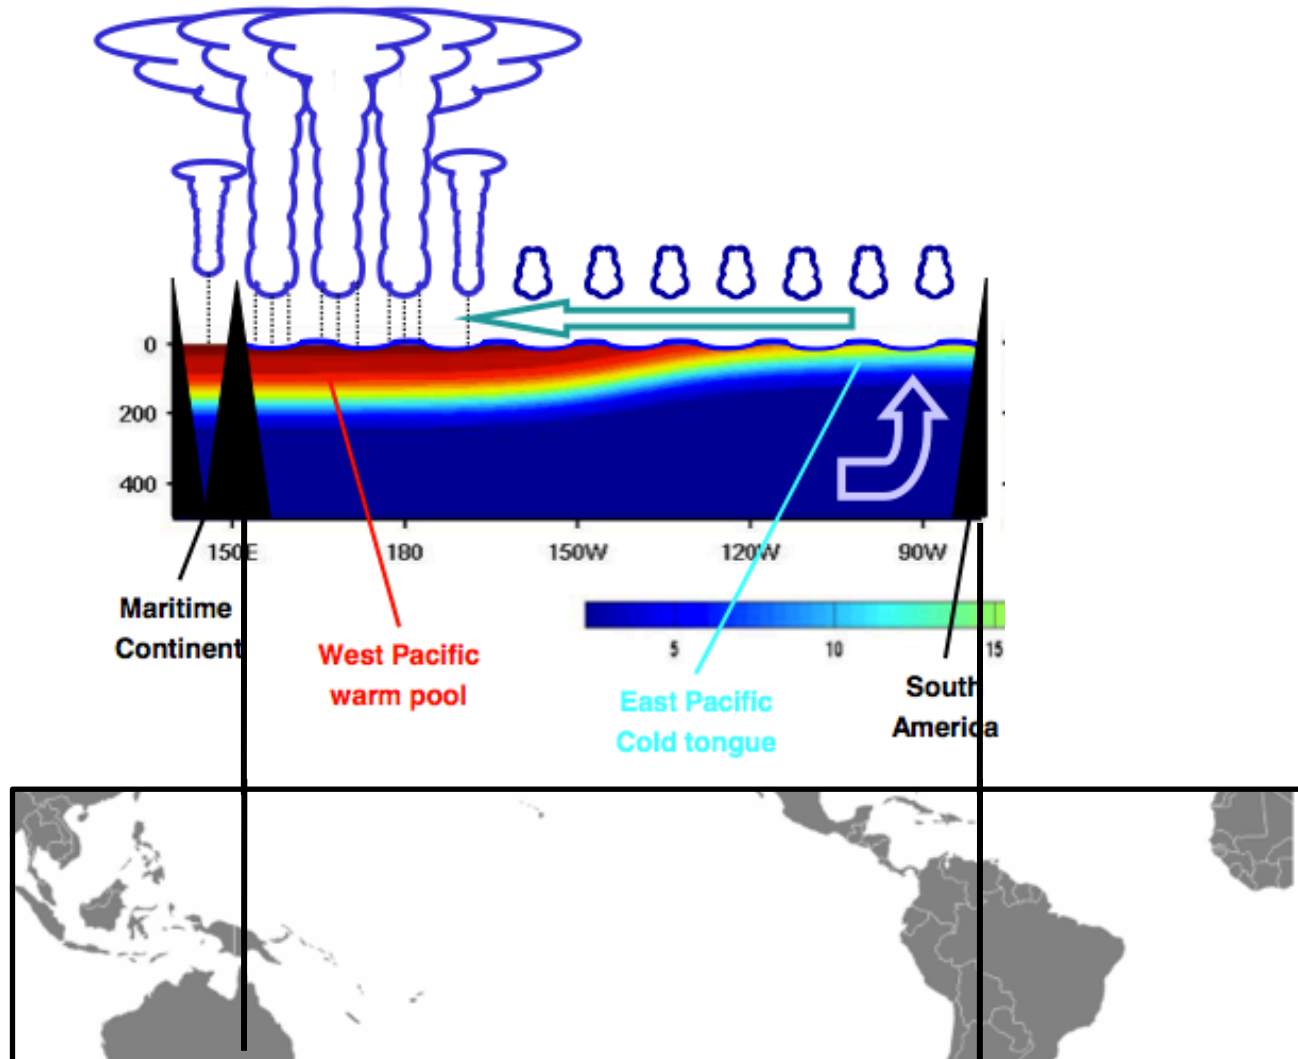 0
200
400
150E 180 150W 120W 90W
5 10 15
Maritime
Continent
West Pacific
warm pool
East Pacific
Cold tongue
South
America